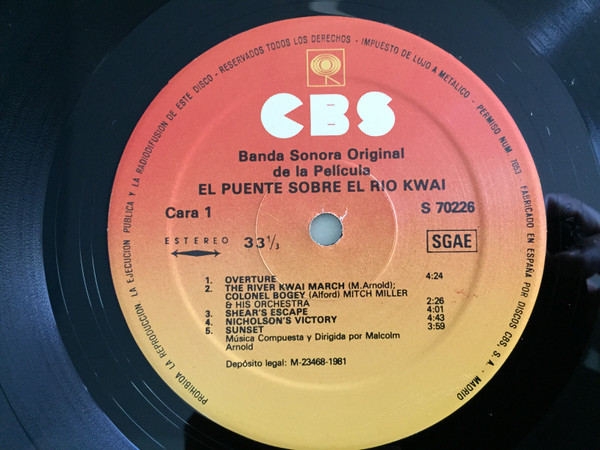 PROHIBIDA LA REPRODUCCION, LA EJECUCION PUBLICA Y LA RADIODIFUSION DE ESTE DISCO - RESERVADOS TODOS LOS DERECHOS - IMPUESTO DE LUJO A METALICO - PERMISO NUM. 7053 - FABRICADO EN ESPAÑA POR DISCOS CBS, S. A. - MADRID
CBS
Banda Sonora Original
de la Película
EL PUENTE SOBRE EL RIO KWAI
Cara 1 S 70226
ESTEREO 33 1/3 SGAE
1. OVERTURE 4:24
2. THE RIVER KWAI MARCH (M.Arnold);
COLONEL BOGEY (Alford) MITCH MILLER
& HIS ORCHESTRA 2:26
3. SHEAR'S ESCAPE 4:01
4. NICHOLSON'S VICTORY 4:43
5. SUNSET 3:59
Música Compuesta y Dirigida por Malcolm
Arnold
Depósito legal: M-23468-1981